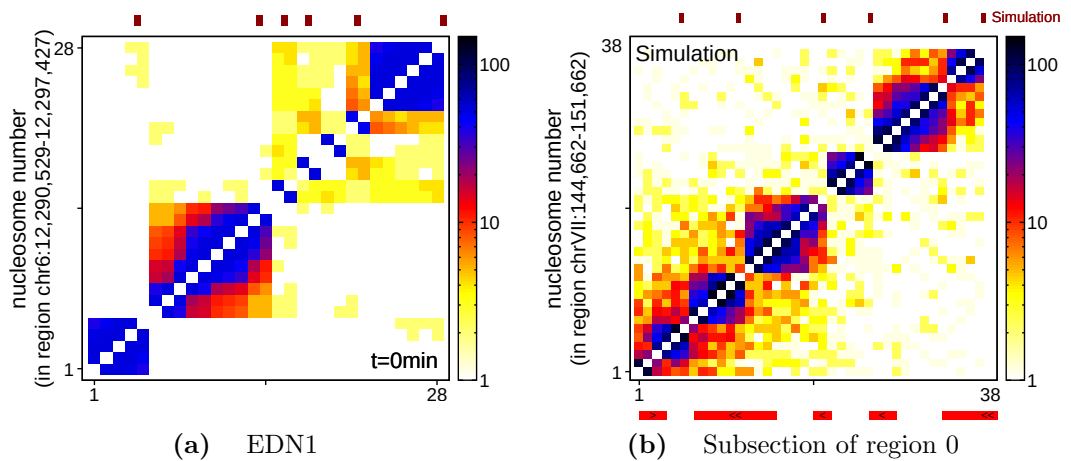 Simulation
28
100
10
1
t=0min
1
1
28
nucleosome number
(in region chr6:12,290,529-12,297,427)
38
Simulation
100
10
1
1
1
38
nucleosome number
(in region chrVII:144,662-151,662)
> << < < <<
(a) EDN1
(b) Subsection of region 0